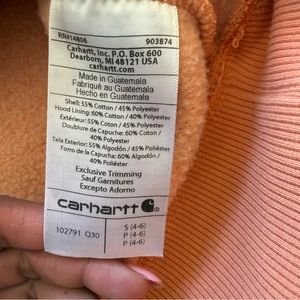 RN#14806 903874
Carhartt, Inc. P.O. Box 600
Dearborn, MI 48121 USA
carhartt.com
Made in Guatemala
Fabriqué au Guatemala
Hecho en Guatemala
Shell: 55% Cotton / 45% Polyester
Hood Lining: 60% Cotton / 40% Polyester
Extérieur: 55% Coton / 45% Polyester
Doublure de Capuche: 60% Coton / 40% Polyester
Tela Exterior: 55% Algodón / 45% Poliéster
Forro de la Capucha: 60% Algodón / 40% Poliéster
Exclusive Trimming
Sauf Garnitures
Excepto Adorno
carhartt
102791 Q30
S (4-6)
P (4-6)
P (4-6)